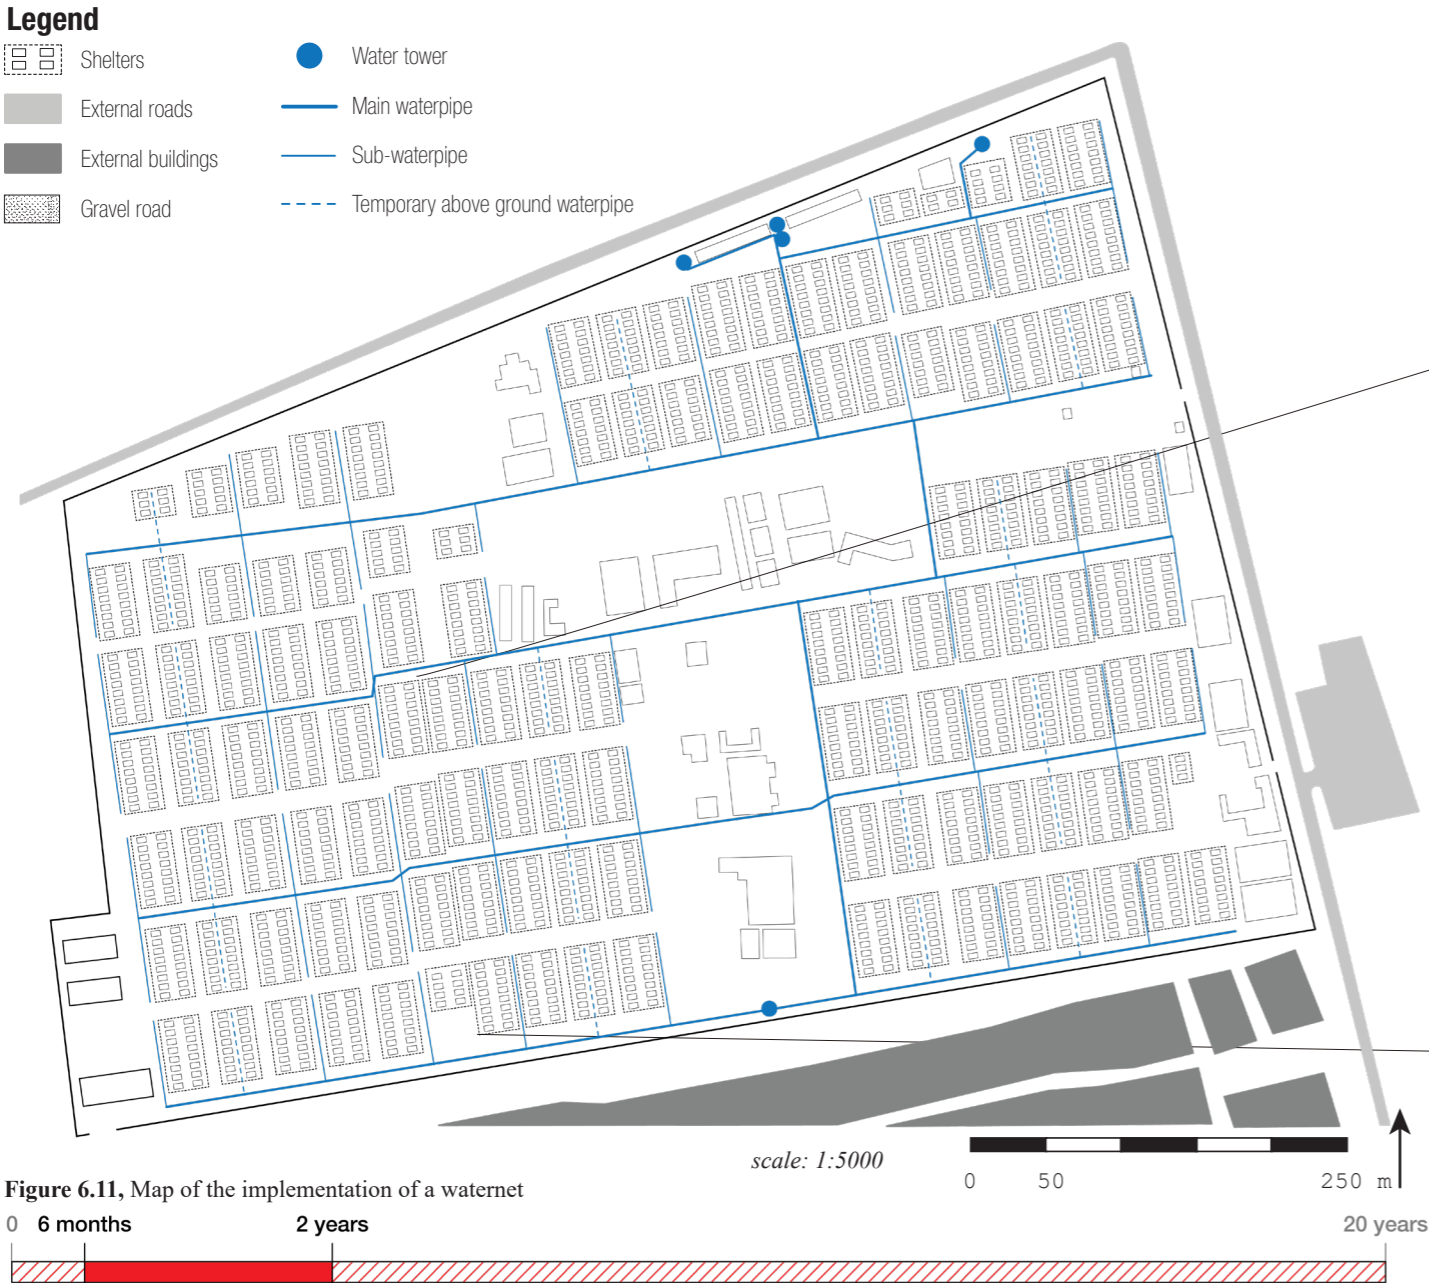 Legend
Shelters
External roads
External buildings
Gravel road
Water tower
Main waterpipe
Sub-waterpipe
Temporary above ground waterpipe
scale: 1:5000
0 50 250 m
Figure 6.11, Map of the implementation of a waternet
0 6 months 2 years 20 years